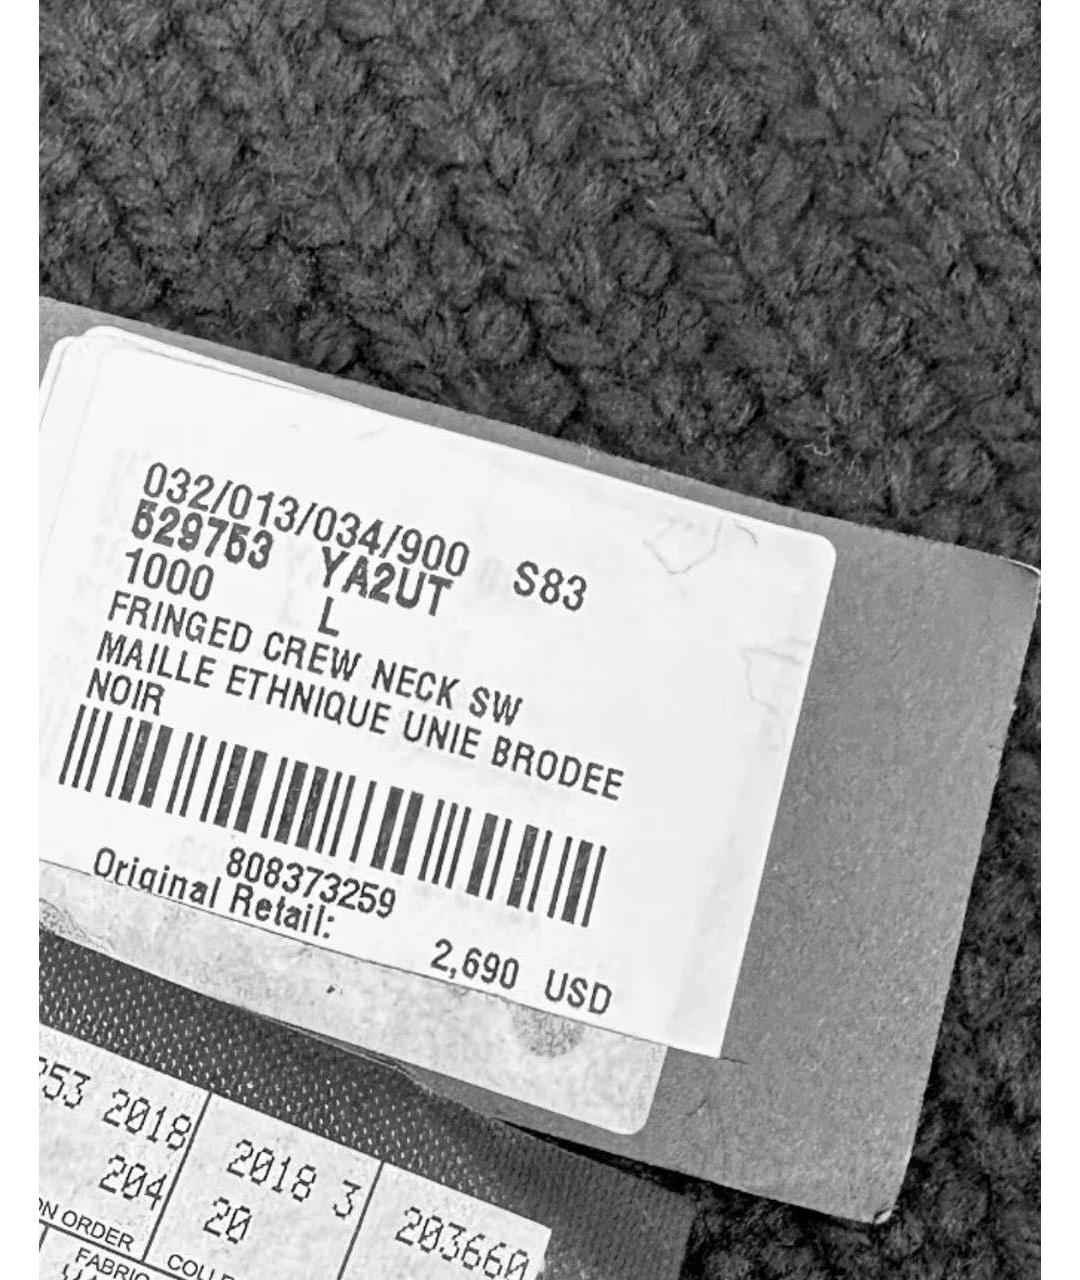 032/013/034/900 S83
529753 YA2UT
1000 L
FRINGED CREW NECK SW
MAILLE ETHNIQUE UNIE BRODEE
NOIR
808373259
Original Retail:
2,690 USD
53 2018
204
2018 3
20
203660
ORDER
FABRIC